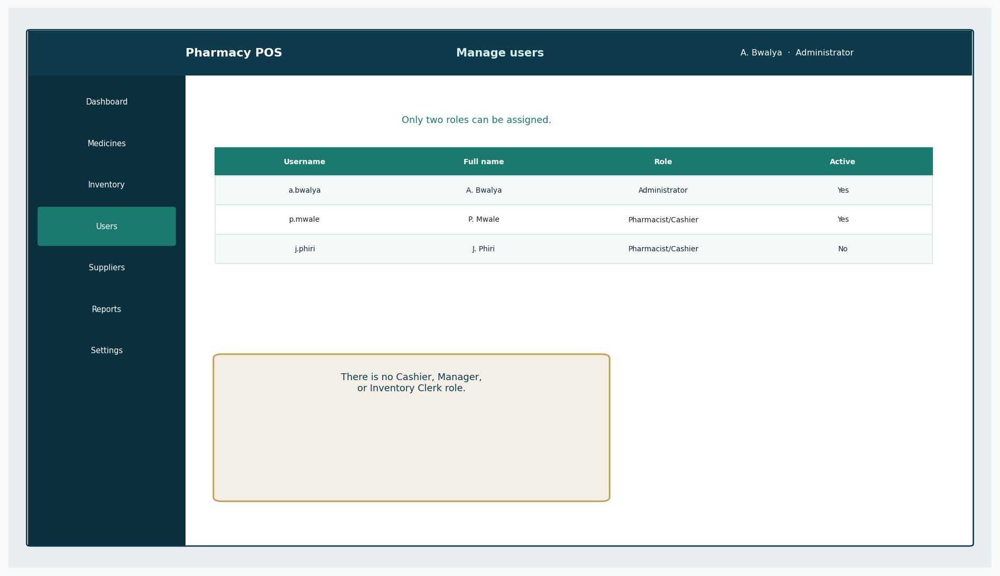 Pharmacy POS
Manage users
A. Bwalya · Administrator
Dashboard
Medicines
Inventory
Users
Suppliers
Reports
Settings
Only two roles can be assigned.
Username Full name Role Active
a.bwalya A. Bwalya Administrator Yes
p.mwale P. Mwale Pharmacist/Cashier Yes
j.phiri J. Phiri Pharmacist/Cashier No
There is no Cashier, Manager,
or Inventory Clerk role.